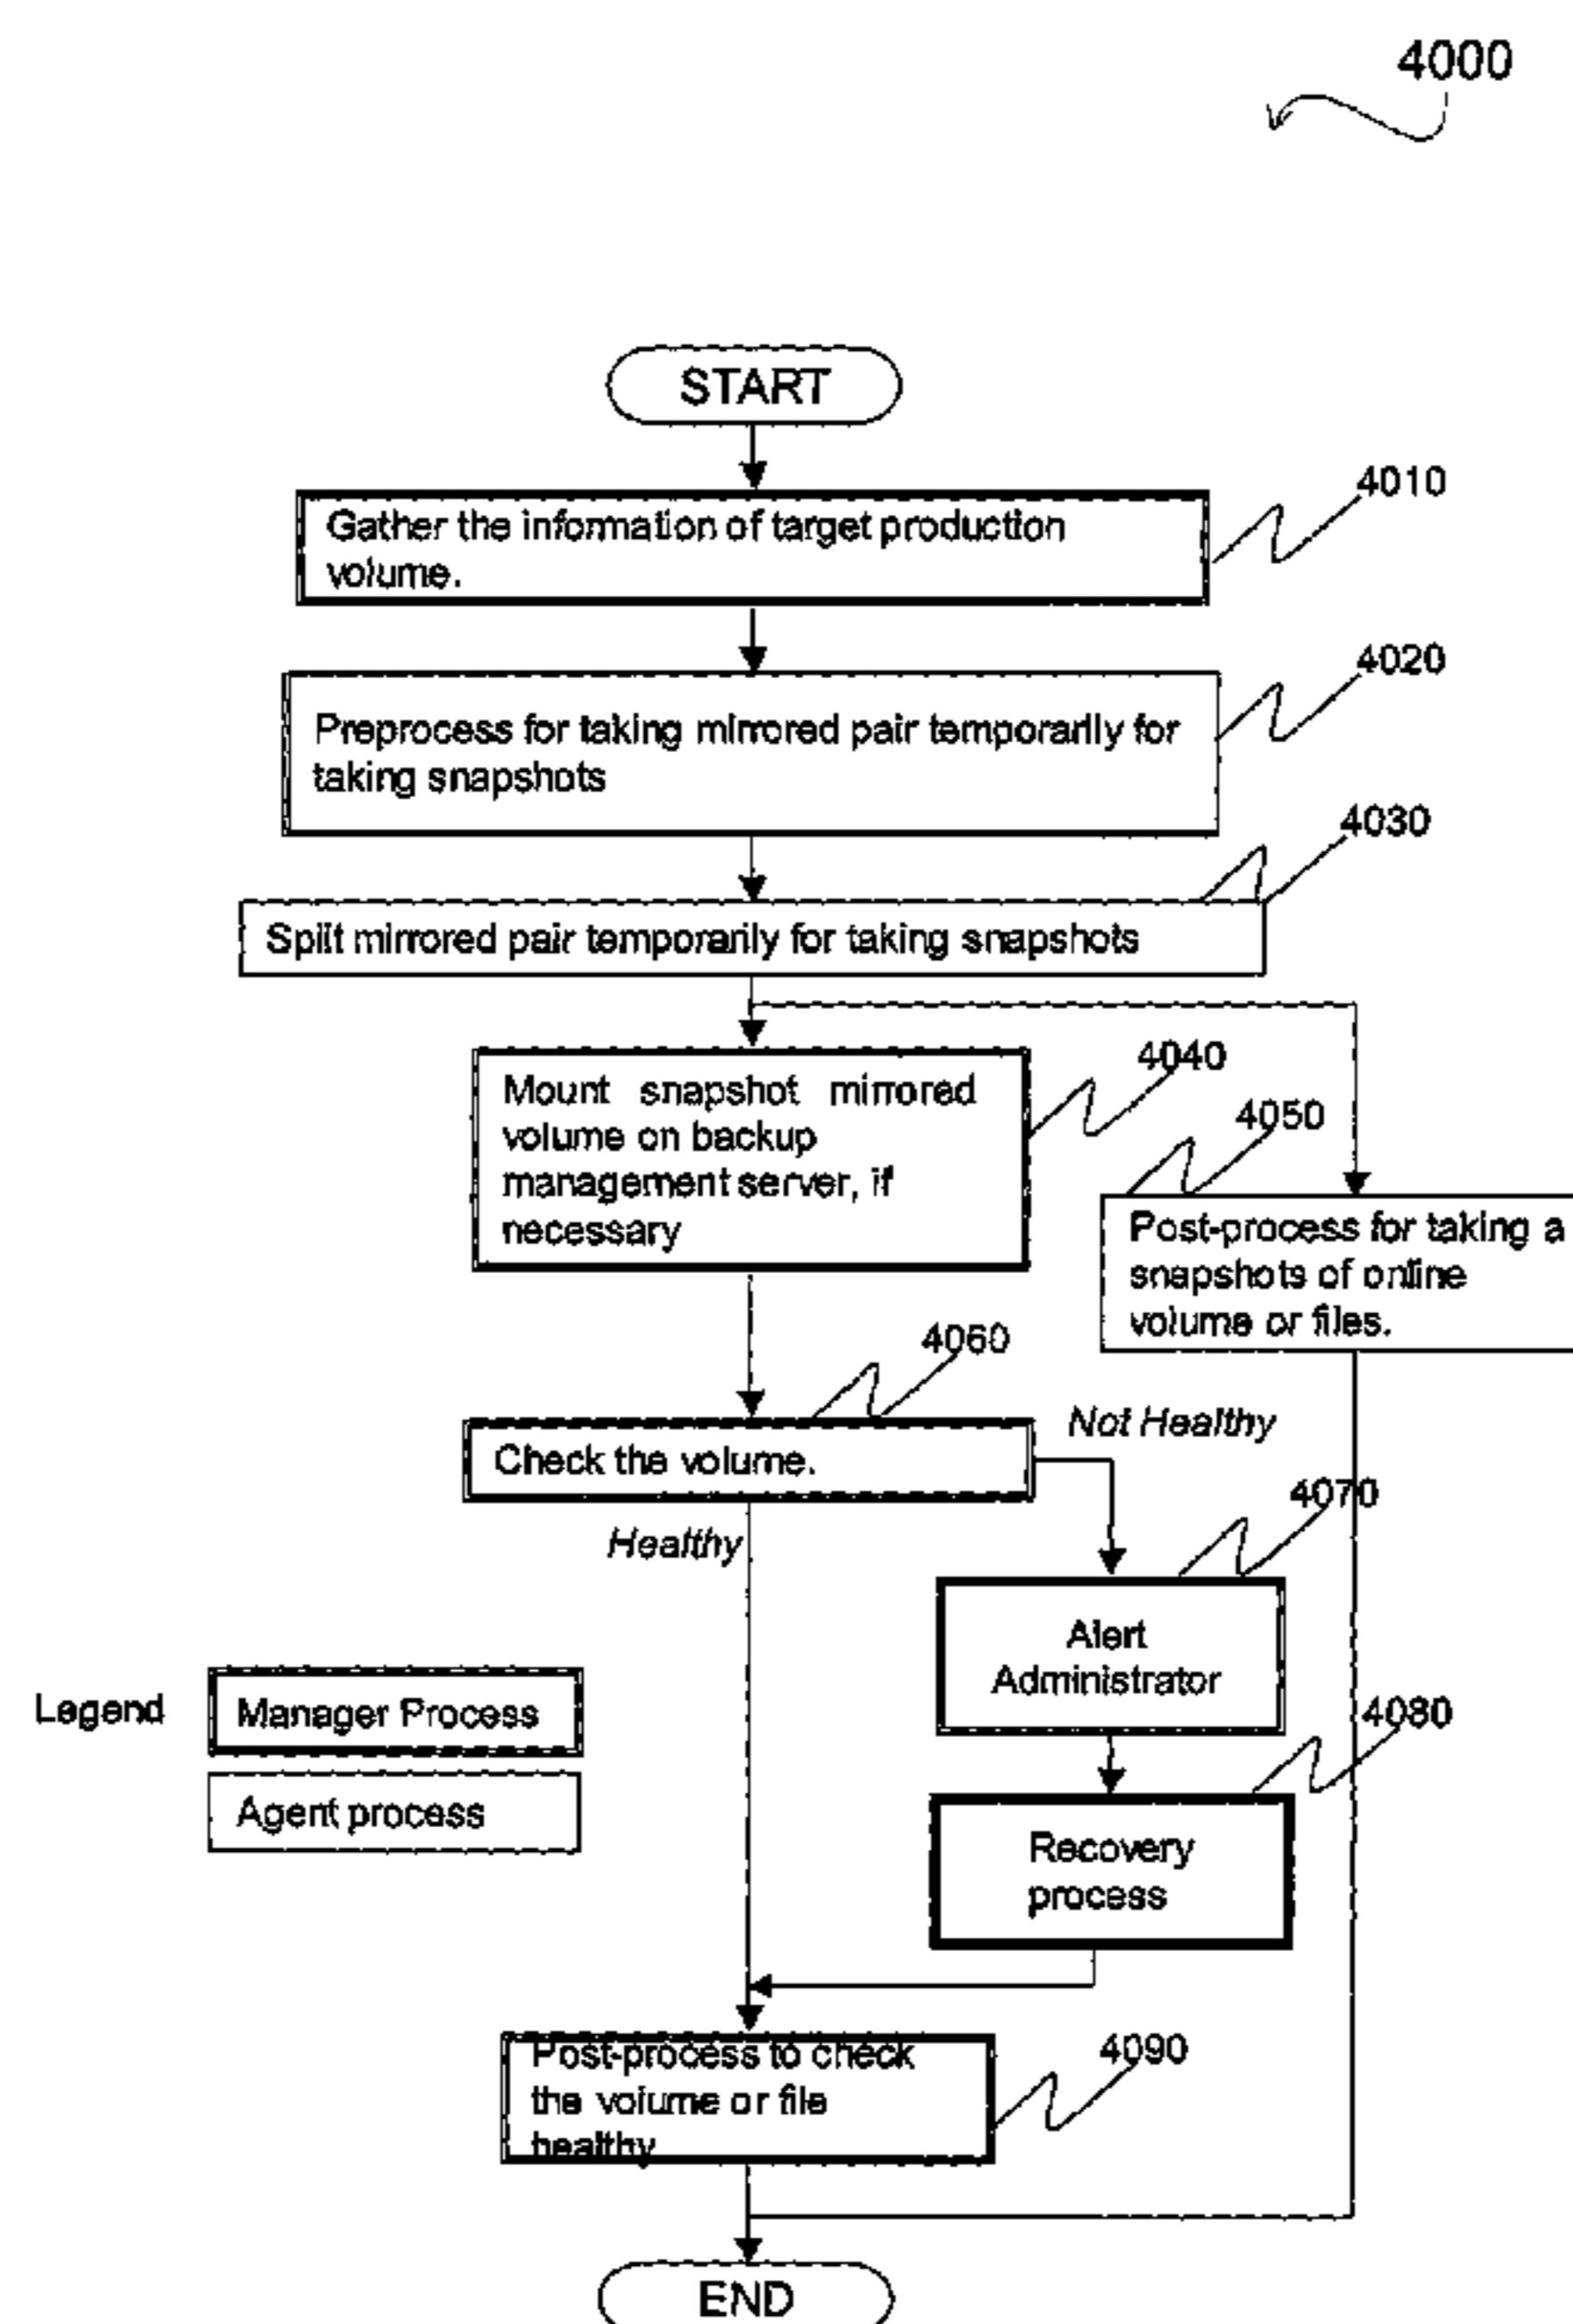 4000
START
4010
Gather the information of target production
volume.
4020
Preprocess for taking mirrored pair temporarily for
taking snapshots
4030
Split mirrored pair temporarily for taking snapshots
4040
Mount snapshot mirrored
volume on backup
management server, if
necessary
4050
Post-process for taking a
snapshots of online
volume or files.
4060
Check the volume.
Not Healthy
Healthy
4070
Alert
Administrator
Legend
Manager Process
Agent process
4080
Recovery
process
4090
Post-process to check
the volume or file
healthy
END